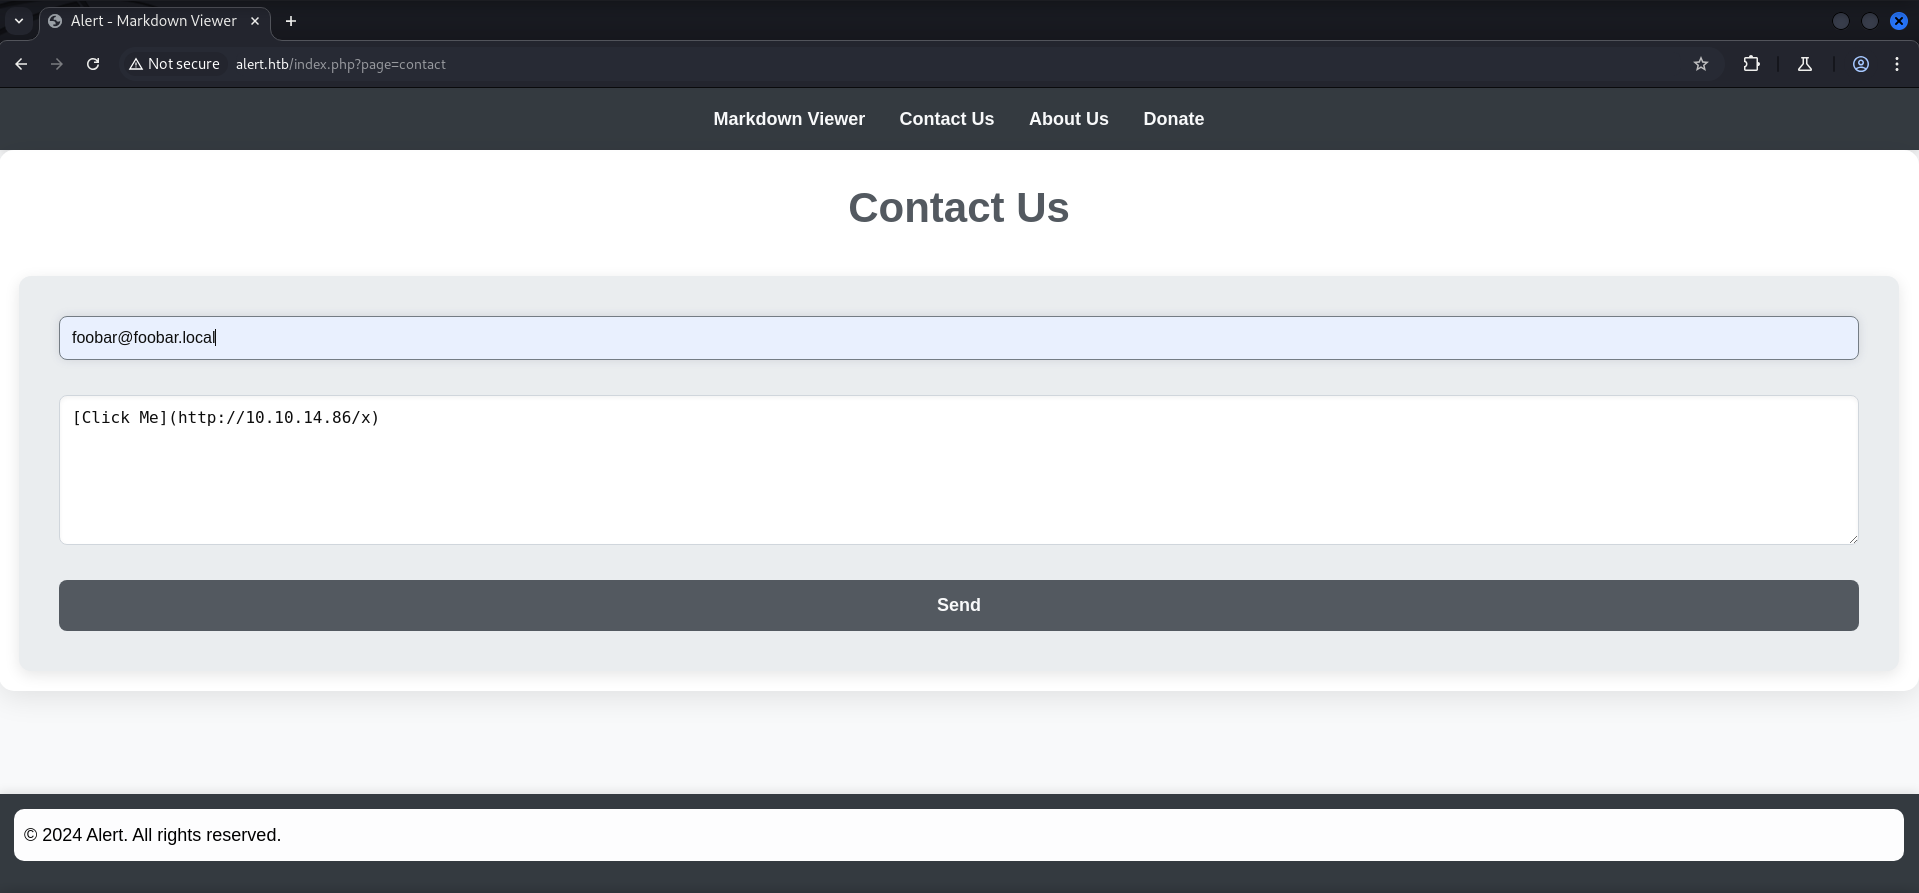 Alert - Markdown Viewer
Not secure alert.htb/index.php?page=contact
Markdown Viewer Contact Us About Us Donate
Contact Us
foobar@foobar.local
[Click Me](http://10.10.14.86/x)
Send
© 2024 Alert. All rights reserved.